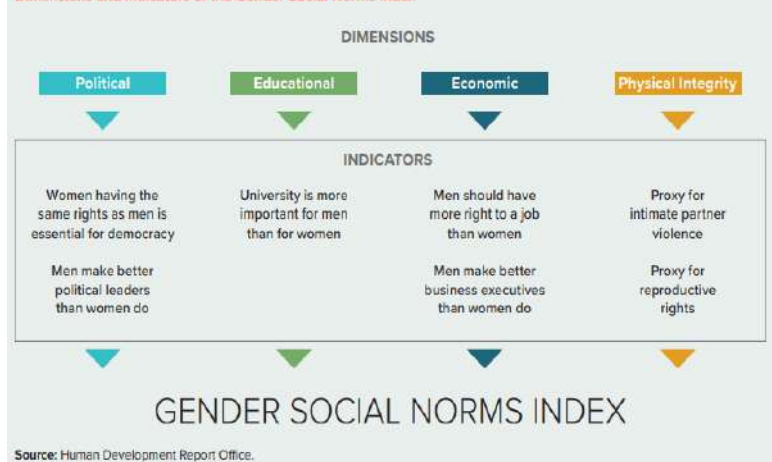 DIMENSIONS
Political
Educational
Economic
Physical Integrity
INDICATORS
Women having the
same rights as men is
essential for democracy
Men make better
political leaders
than women do
University is more
important for men
than for women
Men should have
more right to a job
than women
Men make better
business executives
than women do
Proxy for
intimate partner
violence
Proxy for
reproductive
rights
GENDER SOCIAL NORMS INDEX
Source: Human Development Report Office.